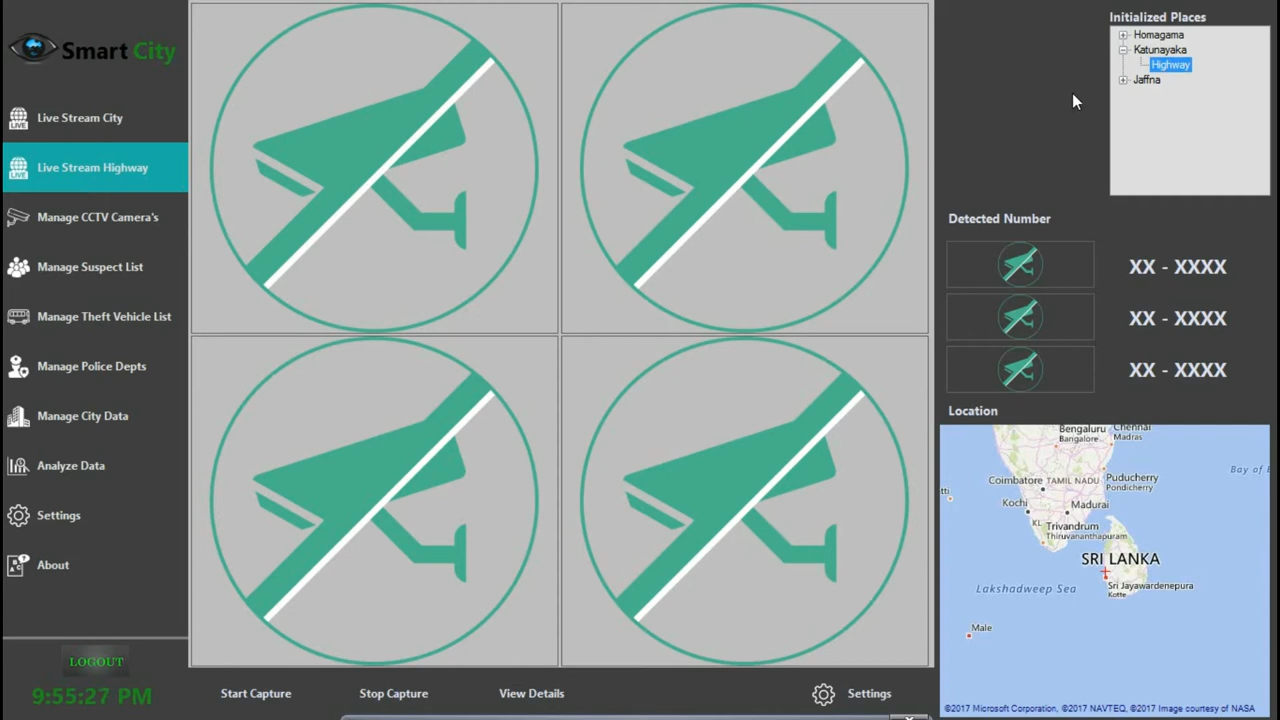 Smart City
Live Stream City
Live Stream Highway
Manage CCTV Camera's
Manage Suspect List
Manage Theft Vehicle List
Manage Police Depts
Manage City Data
Analyze Data
Settings
About
LOGOUT
9:55:27 PM
Start Capture
Stop Capture
View Details
Settings
Initialized Places
Homagama
Katunayaka
Highway
Jaffna
Detected Number
XX - XXXX
XX - XXXX
XX - XXXX
Location
Bengaluru
Bangalore
Chennai
Madras
Bay of
Coimbatore
TAMIL NADU
Puducherry
Pondicherry
Kochi
Madurai
KL
Trivandrum
Thiruvananthapuram
SRI LANKA
Sri Jayawardenepura
Kotte
Lakshadweep Sea
Male
©2017 Microsoft Corporation, ©2017 NAVTEQ, ©2017 Image courtesy of NASA